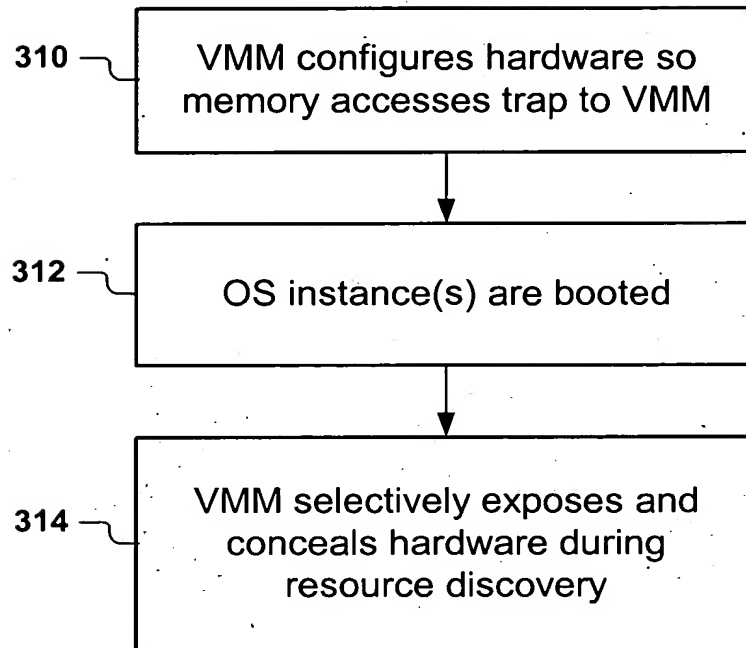 310
VMM configures hardware so
memory accesses trap to VMM
312
OS instance(s) are booted
314
VMM selectively exposes and
conceals hardware during
resource discovery